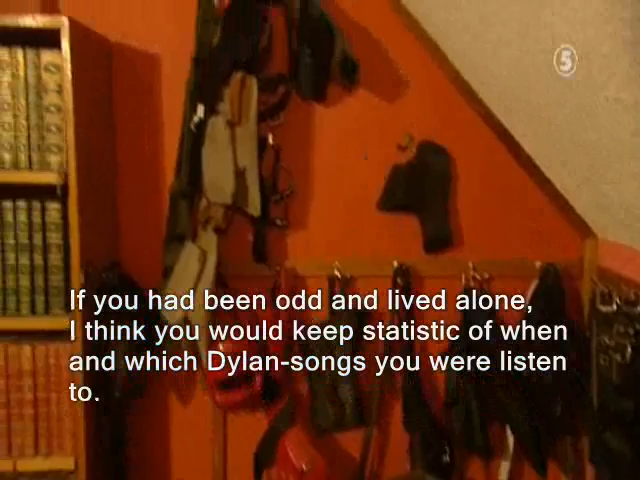 5
If you had been odd and lived alone,
I think you would keep statistic of when
and which Dylan-songs you were listen
to.